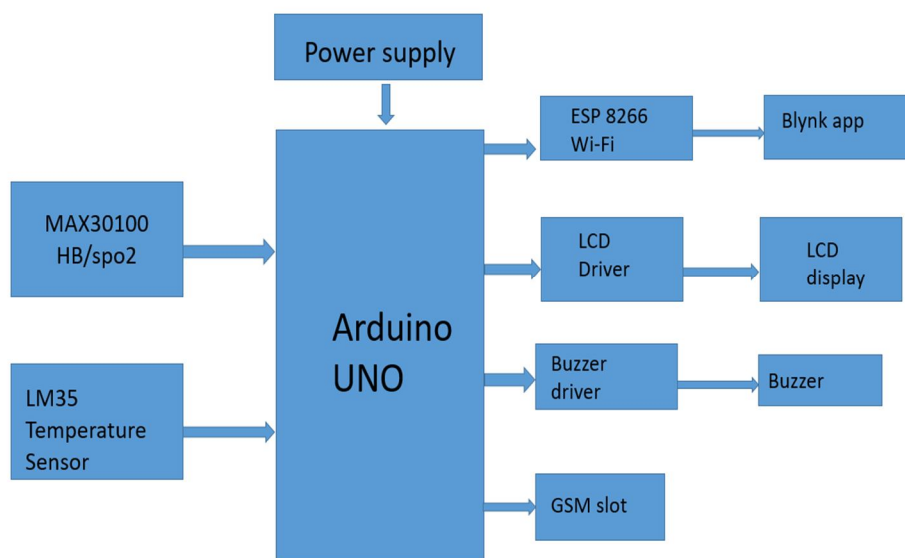 Power supply
ESP 8266
Wi-Fi
Blynk app
MAX30100
HB/spo2
LCD
Driver
LCD
display
Arduino
UNO
LM35
Temperature
Sensor
Buzzer
driver
Buzzer
GSM slot